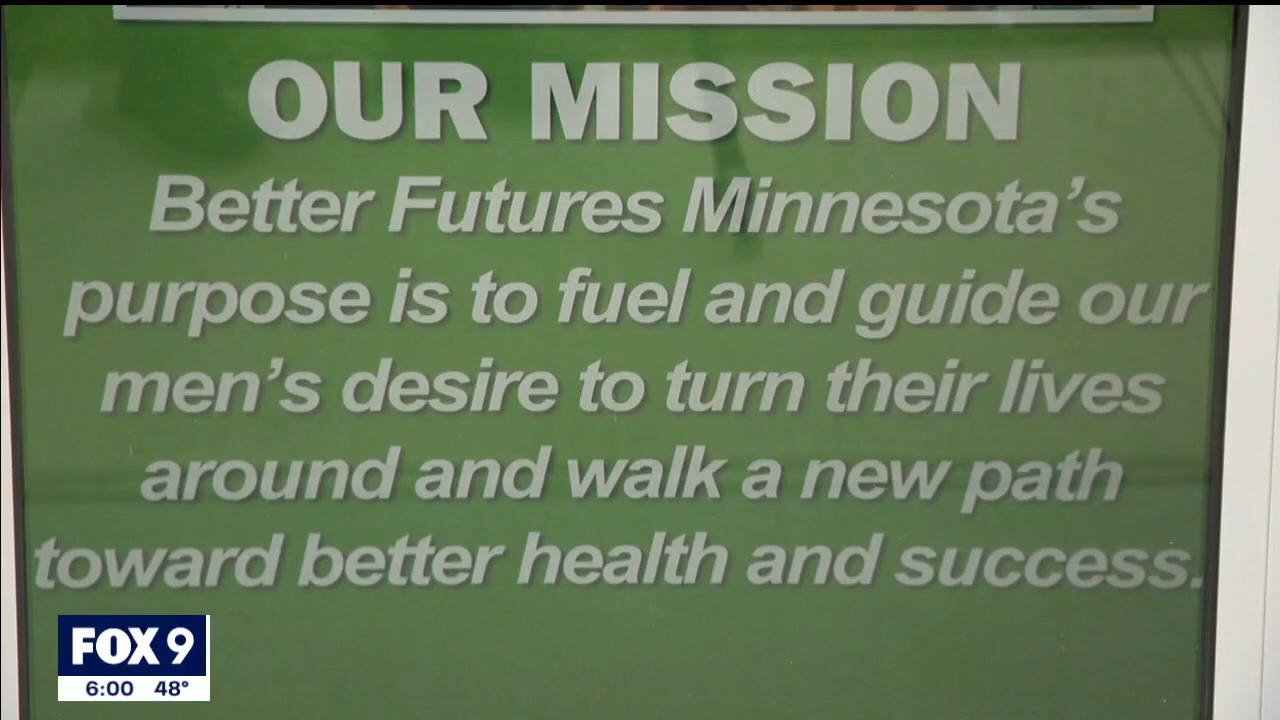 OUR MISSION
Better Futures Minnesota's
purpose is to fuel and guide our
men's desire to turn their lives
around and walk a new path
toward better health and success.
FOX 9
6:00 48°